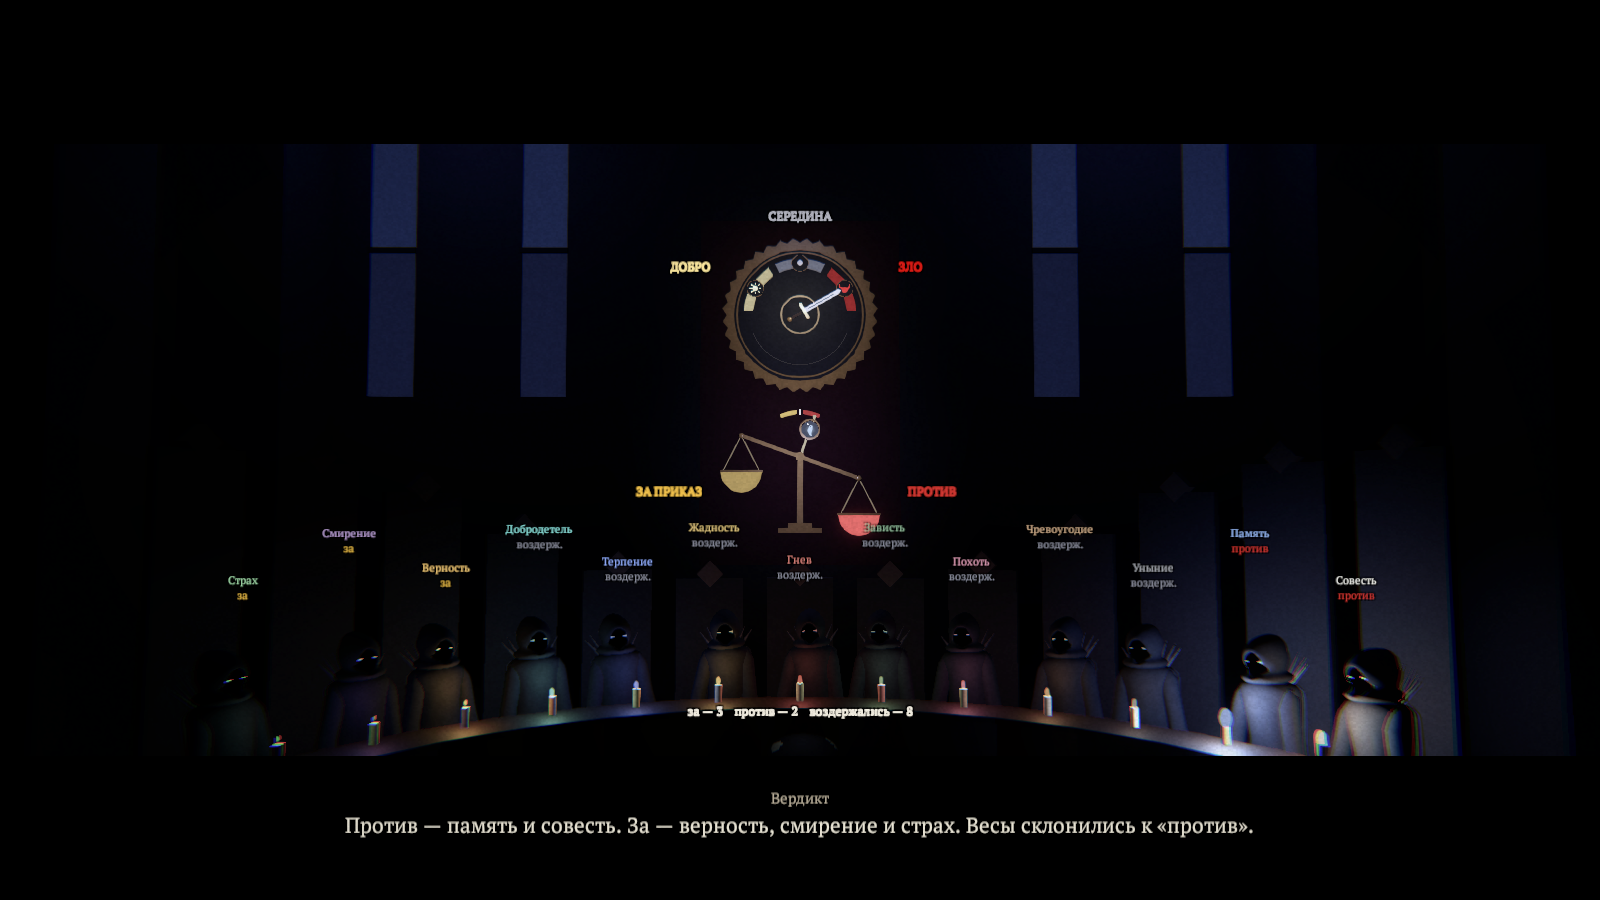 СЕРЕДИНА
ДОБРО
ЗЛО
ЗА ПРИКАЗ
ПРОТИВ
Страх
за
Смирение
за
Верность
за
Добродетель
воздерж.
Терпение
воздерж.
Жадность
воздерж.
Гнев
воздерж.
Зависть
воздерж.
Похоть
воздерж.
Чревоугодие
воздерж.
Уныние
воздерж.
Память
против
Совесть
против
за — 3 против — 2 воздержались — 8
Вердикт
Против — память и совесть. За — верность, смирение и страх. Весы склонились к «против».